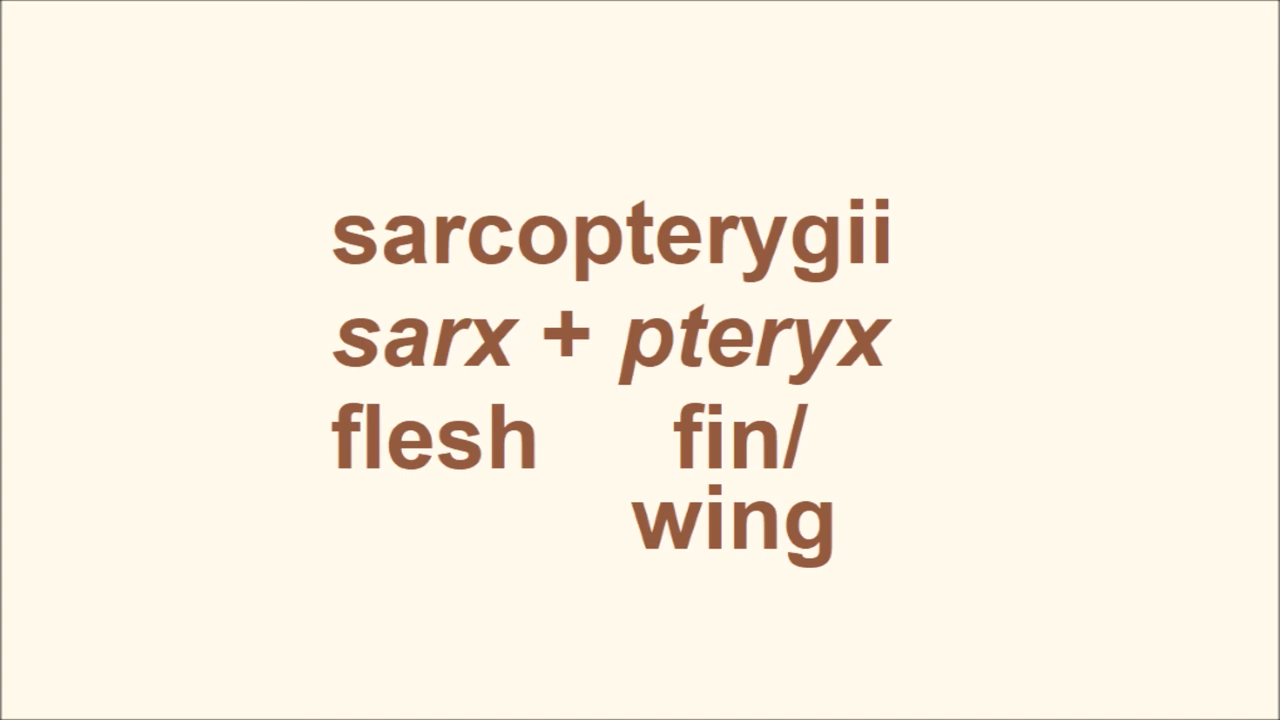 sarcopterygii
sarx + pteryx
flesh fin/
wing